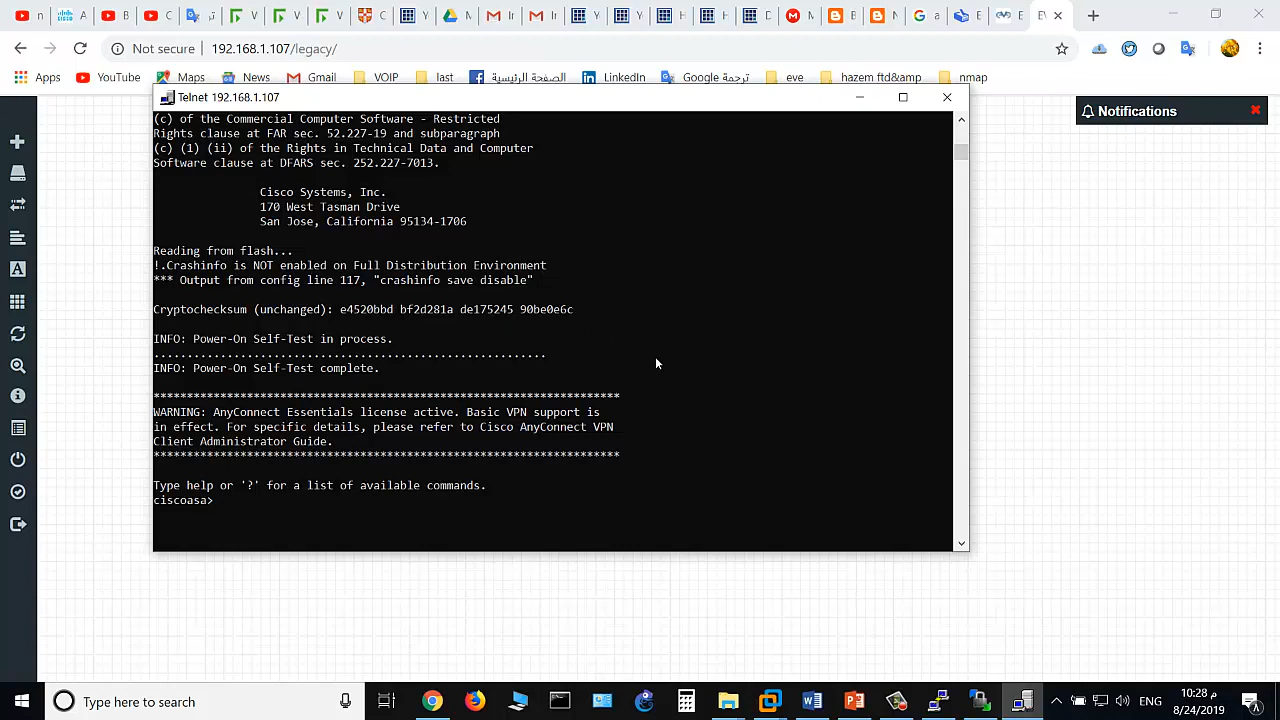 n
A
B
C
V
V
V
C
Y
M
Ir
Ir
Y
Y
H
H
D
M
B
N
a
E
E
E\
Not secure
192.168.1.107/legacy/
Apps
YouTube
Maps
News
Gmail
VOIP
last
الصفحة الرئيسية
LinkedIn
ترجمة Google
eve
hazem ftd&amp
nmap
Telnet 192.168.1.107
Notifications
(c) of the Commercial Computer Software - Restricted
Rights clause at FAR sec. 52.227-19 and subparagraph
(c) (1) (ii) of the Rights in Technical Data and Computer
Software clause at DFARS sec. 252.227-7013.
Cisco Systems, Inc.
170 West Tasman Drive
San Jose, California 95134-1706
Reading from flash...
!.Crashinfo is NOT enabled on Full Distribution Environment
*** Output from config line 117, "crashinfo save disable"
Cryptochecksum (unchanged): e4520bbd bf2d281a de175245 90be0e6c
INFO: Power-On Self-Test in process.
...........................................................
INFO: Power-On Self-Test complete.
**********************************************************************
WARNING: AnyConnect Essentials license active. Basic VPN support is
in effect. For specific details, please refer to Cisco AnyConnect VPN
Client Administrator Guide.
**********************************************************************
Type help or '?' for a list of available commands.
ciscoasa>
Type here to search
ENG
10:28 م
8/24/2019